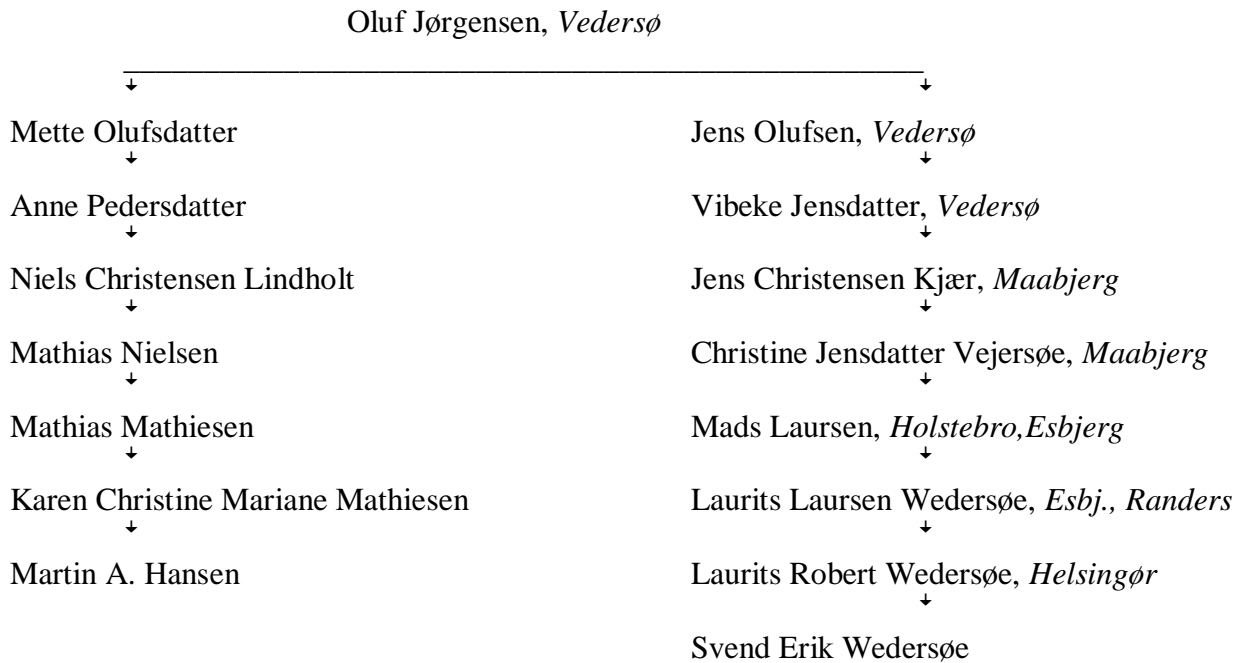 Oluf Jørgensen, Vedersø
Mette Olufsdatter
Jens Olufsen, Vedersø
Anne Pedersdatter
Vibeke Jensdatter, Vedersø
Niels Christensen Lindholt
Jens Christensen Kjær, Maabjerg
Mathias Nielsen
Christine Jensdatter Vejersøe, Maabjerg
Mathias Mathiesen
Mads Laursen, Holstebro,Esbjerg
Karen Christine Mariane Mathiesen
Laurits Laursen Wedersøe, Esbj., Randers
Martin A. Hansen
Laurits Robert Wedersøe, Helsingør
Svend Erik Wedersøe